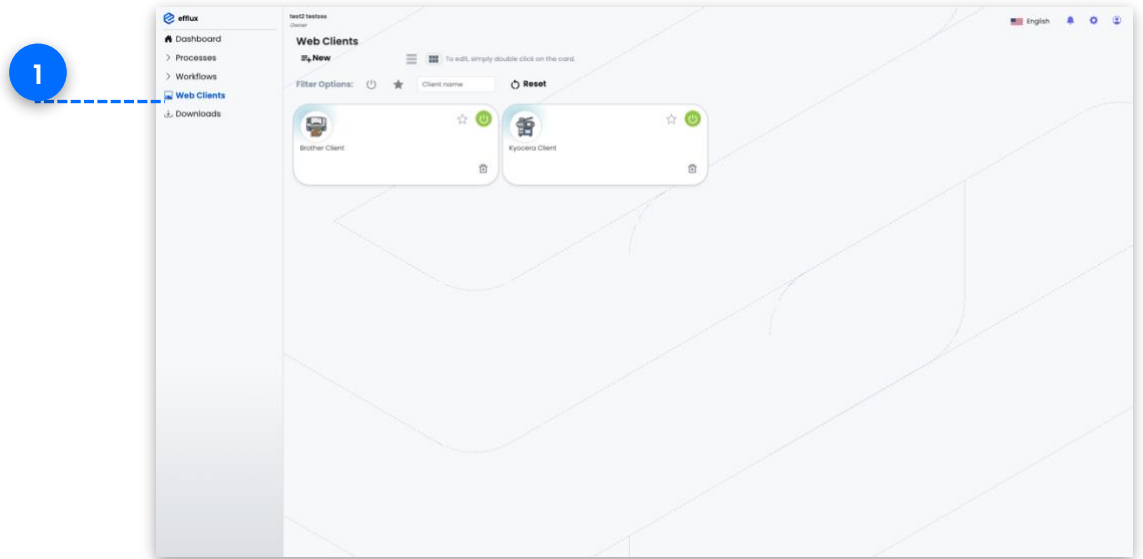 1
efflux
Dashboard
Processes
Workflows
Web Clients
Downloads
test2 testsss
Owner
English
Web Clients
New
To edit, simply double click on the card.
Filter Options:
Client name
Reset
Brother Client
Kyocera Client